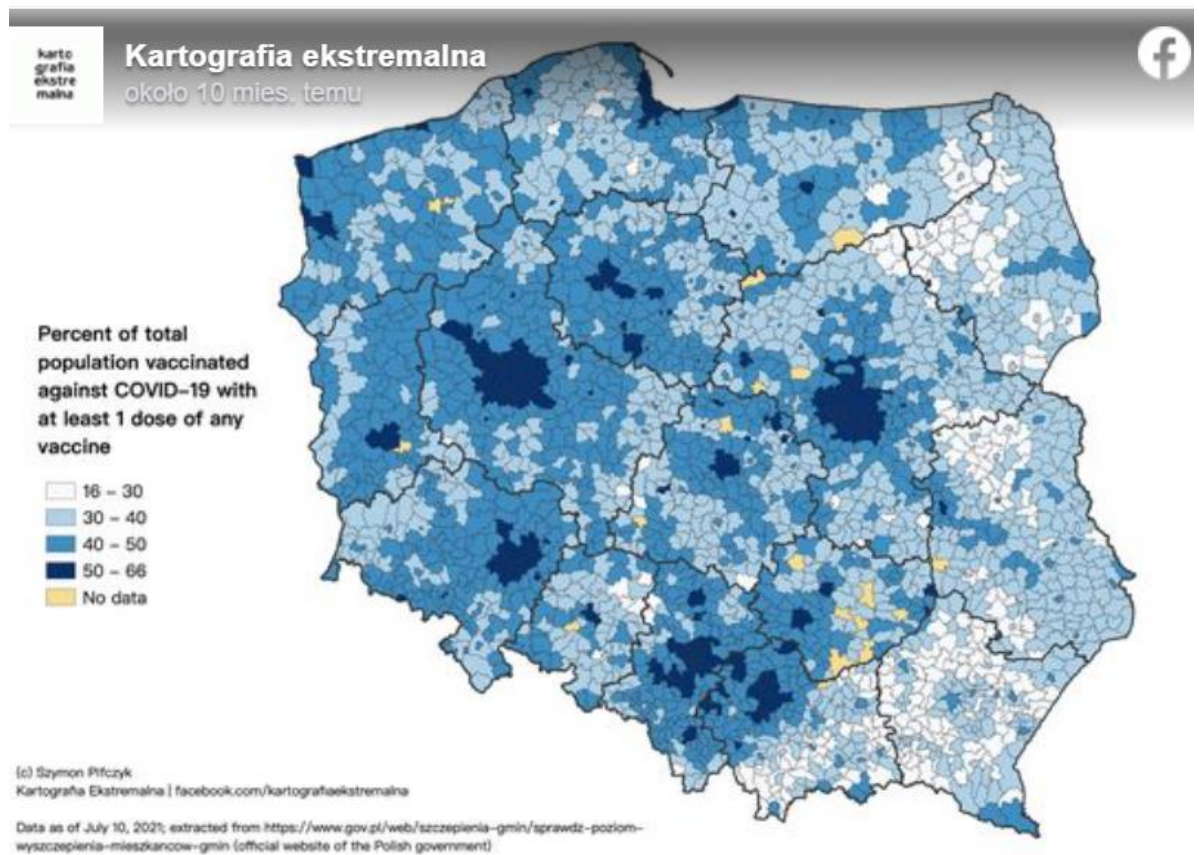 karto
grafia
ekstre
malna
Kartografia ekstremalna
około 10 mies. temu
Percent of total
population vaccinated
against COVID-19 with
at least 1 dose of any
vaccine
16 – 30
30 – 40
40 – 50
50 – 66
No data
(c) Szymon Pifczyk
Kartografia Ekstremalna | facebook.com/kartografiaekstremalna
Data as of July 10, 2021; extracted from https://www.gov.pl/web/szczepienia-gmin/sprawdz-poziom-
wyszczepienia-mieszkancow-gmin (official website of the Polish government)